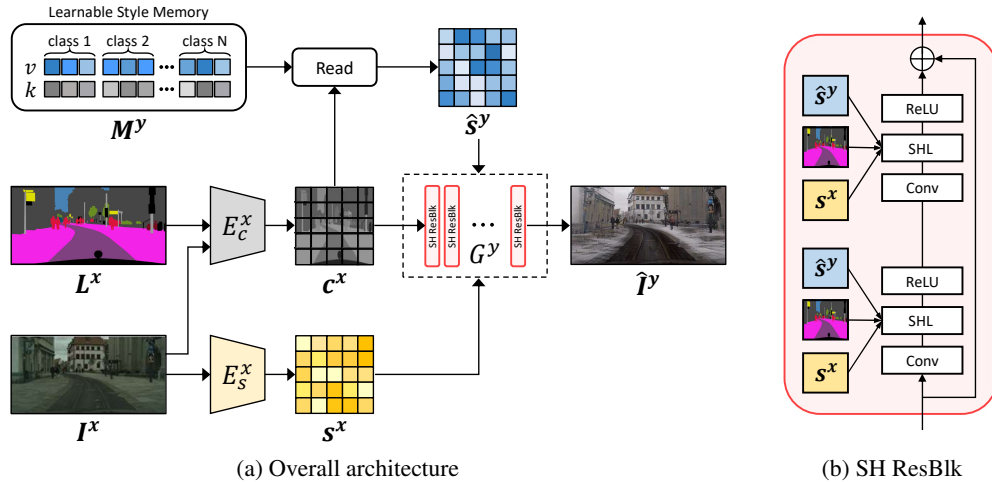 Learnable Style Memory
class 1 class 2 class N
v
...
k
...
M^y
Read
ŝ^y
L^x
E_c^x
c^x
SH ResBlk SH ResBlk ... SH ResBlk
G^y
Î^y
I^x
E_s^x
s^x
(a) Overall architecture
ŝ^y
s^x
ReLU
SHL
Conv
ŝ^y
s^x
ReLU
SHL
Conv
(b) SH ResBlk